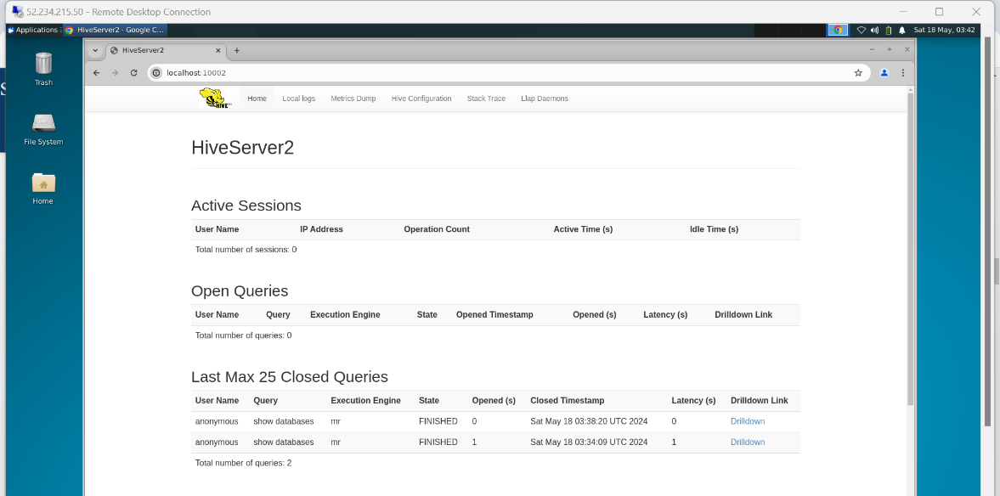 52.234.215.50 - Remote Desktop Connection
Applications HiveServer2 - Google C... Sat 18 May, 03:42
HiveServer2
localhost:10002
Trash
File System
Home
HIVE
Home Local logs Metrics Dump Hive Configuration Stack Trace Llap Daemons
HiveServer2
Active Sessions
User Name IP Address Operation Count Active Time (s) Idle Time (s)
Total number of sessions: 0
Open Queries
User Name Query Execution Engine State Opened Timestamp Opened (s) Latency (s) Drilldown Link
Total number of queries: 0
Last Max 25 Closed Queries
User Name Query Execution Engine State Opened (s) Closed Timestamp Latency (s) Drilldown Link
anonymous show databases mr FINISHED 0 Sat May 18 03:38:20 UTC 2024 0 Drilldown
anonymous show databases mr FINISHED 1 Sat May 18 03:34:09 UTC 2024 1 Drilldown
Total number of queries: 2